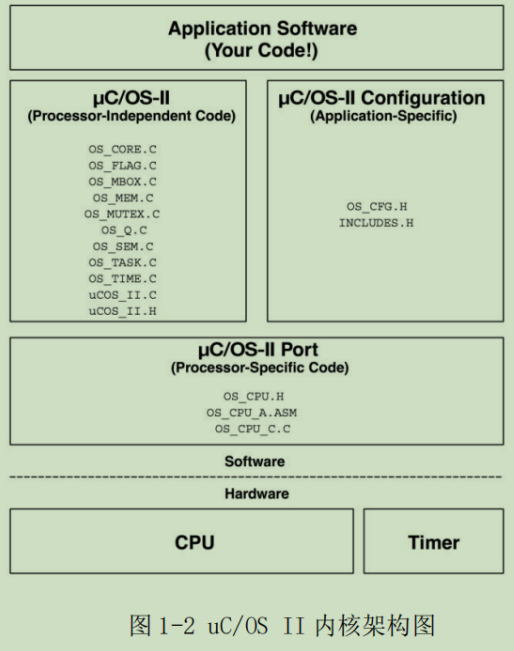 Application Software
(Your Code!)
µC/OS-II
(Processor-Independent Code)
OS_CORE.C
OS_FLAG.C
OS_MBOX.C
OS_MEM.C
OS_MUTEX.C
OS_Q.C
OS_SEM.C
OS_TASK.C
OS_TIME.C
uCOS_II.C
uCOS_II.H
µC/OS-II Configuration
(Application-Specific)
OS_CFG.H
INCLUDES.H
µC/OS-II Port
(Processor-Specific Code)
OS_CPU.H
OS_CPU_A.ASM
OS_CPU_C.C
Software
Hardware
CPU
Timer
图 1-2 uC/OS II 内核架构图